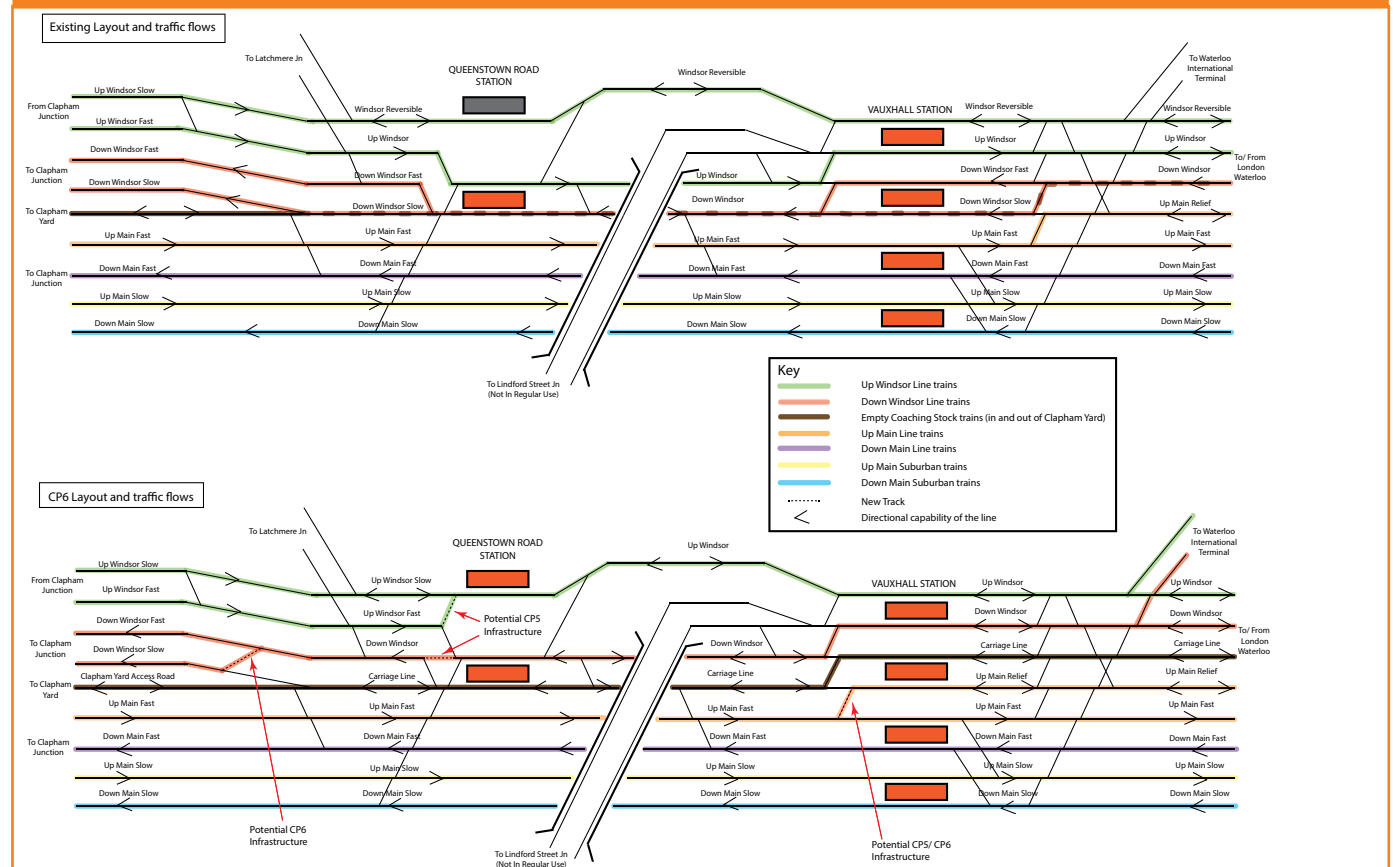 Existing Layout and traffic flows
To Latchmere Jn
QUEENSTOWN ROAD
STATION
Windsor Reversible
To Waterloo
International
Terminal
Up Windsor Slow
From Clapham
Junction
Windsor Reversible
VAUXHALL STATION
Windsor Reversible
Windsor Reversible
Up Windsor Fast
Up Windsor
Up Windsor
Up Windsor
Down Windsor Fast
To/ From
London
Waterloo
To Clapham
Junction
Down Windsor Fast
Up Windsor
Down Windsor Fast
Down Windsor
Down Windsor Slow
To Clapham
Yard
Down Windsor Slow
Down Windsor
Down Windsor Slow
Up Main Relief
Up Main Fast
Up Main Fast
Up Main Fast
Up Main Fast
Up Main Fast
To Clapham
Junction
Down Main Fast
Down Main Fast
Down Main Fast
Down Main Fast
Down Main Fast
Up Main Slow
Up Main Slow
Up Main Slow
Up Main Slow
Up Main Slow
Down Main Slow
Down Main Slow
Down Main Slow
Down Main Slow
Down Main Slow
To Lindford Street Jn
(Not In Regular Use)
Key
Up Windsor Line trains
Down Windsor Line trains
Empty Coaching Stock trains (in and out of Clapham Yard)
Up Main Line trains
Down Main Line trains
Up Main Suburban trains
Down Main Suburban trains
New Track
Directional capability of the line
CP6 Layout and traffic flows
To Latchmere Jn
QUEENSTOWN ROAD
STATION
Up Windsor
To Waterloo
International
Terminal
Up Windsor Slow
From Clapham
Junction
Up Windsor Slow
VAUXHALL STATION
Up Windsor
Up Windsor
Up Windsor Fast
Up Windsor Fast
Potential CP5
Infrastructure
Down Windsor
Down Windsor
Down Windsor Fast
To/ From
London
Waterloo
To Clapham
Junction
Down Windsor
Down Windsor
Carriage Line
Carriage Line
Down Windsor Slow
Clapham Yard Access Road
To Clapham
Yard
Carriage Line
Carriage Line
Up Main Relief
Up Main Relief
Up Main Fast
Up Main Fast
Up Main Fast
Up Main Fast
Up Main Fast
To Clapham
Junction
Down Main Fast
Down Main Fast
Down Main Fast
Down Main Fast
Down Main Fast
Up Main Slow
Up Main Slow
Up Main Slow
Up Main Slow
Up Main Slow
Down Main Slow
Down Main Slow
Down Main Slow
Down Main Slow
Down Main Slow
Potential CP6
Infrastructure
To Lindford Street Jn
(Not In Regular Use)
Potential CP5/ CP6
Infrastructure